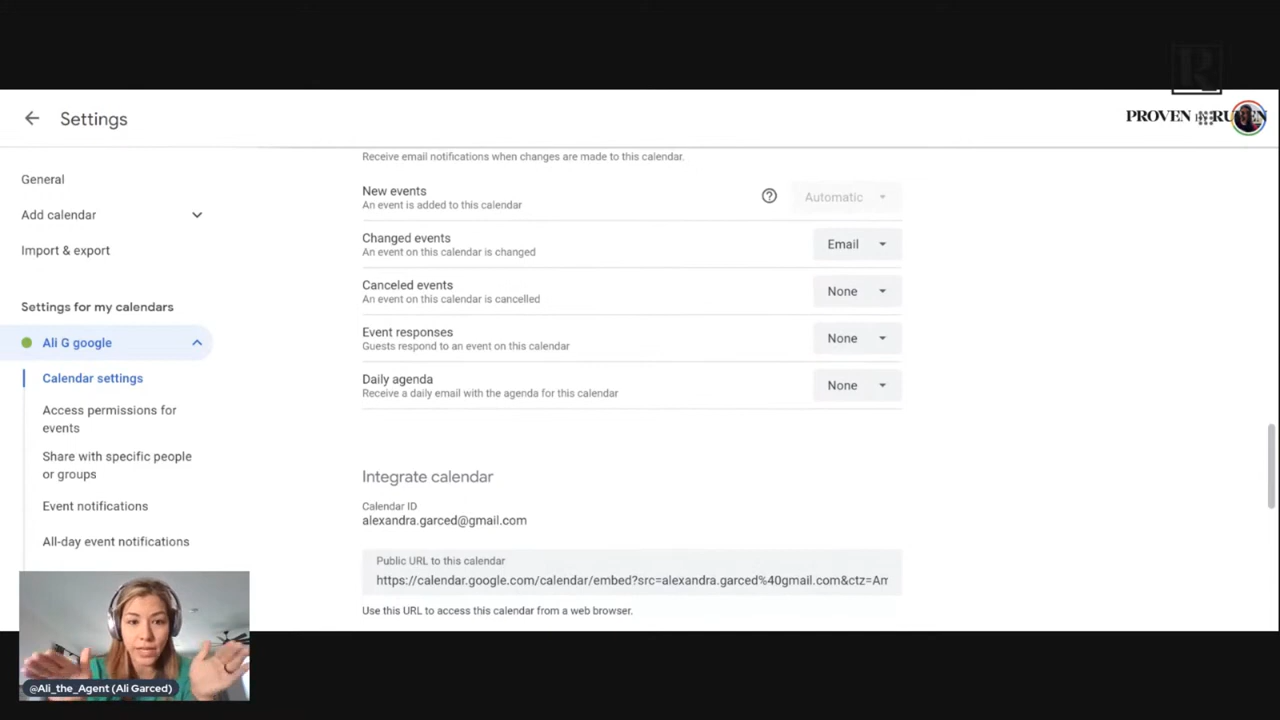 R
Settings
PROVEN BY RUBEN
Receive email notifications when changes are made to this calendar.
General
Add calendar
Import & export
Settings for my calendars
Ali G google
Calendar settings
Access permissions for
events
Share with specific people
or groups
Event notifications
All-day event notifications
New events
An event is added to this calendar
Automatic
Changed events
An event on this calendar is changed
Email
Canceled events
An event on this calendar is cancelled
None
Event responses
Guests respond to an event on this calendar
None
Daily agenda
Receive a daily email with the agenda for this calendar
None
Integrate calendar
Calendar ID
alexandra.garced@gmail.com
Public URL to this calendar
https://calendar.google.com/calendar/embed?src=alexandra.garced%40gmail.com&ctz=Am
Use this URL to access this calendar from a web browser.
@Ali_the_Agent (Ali Garced)